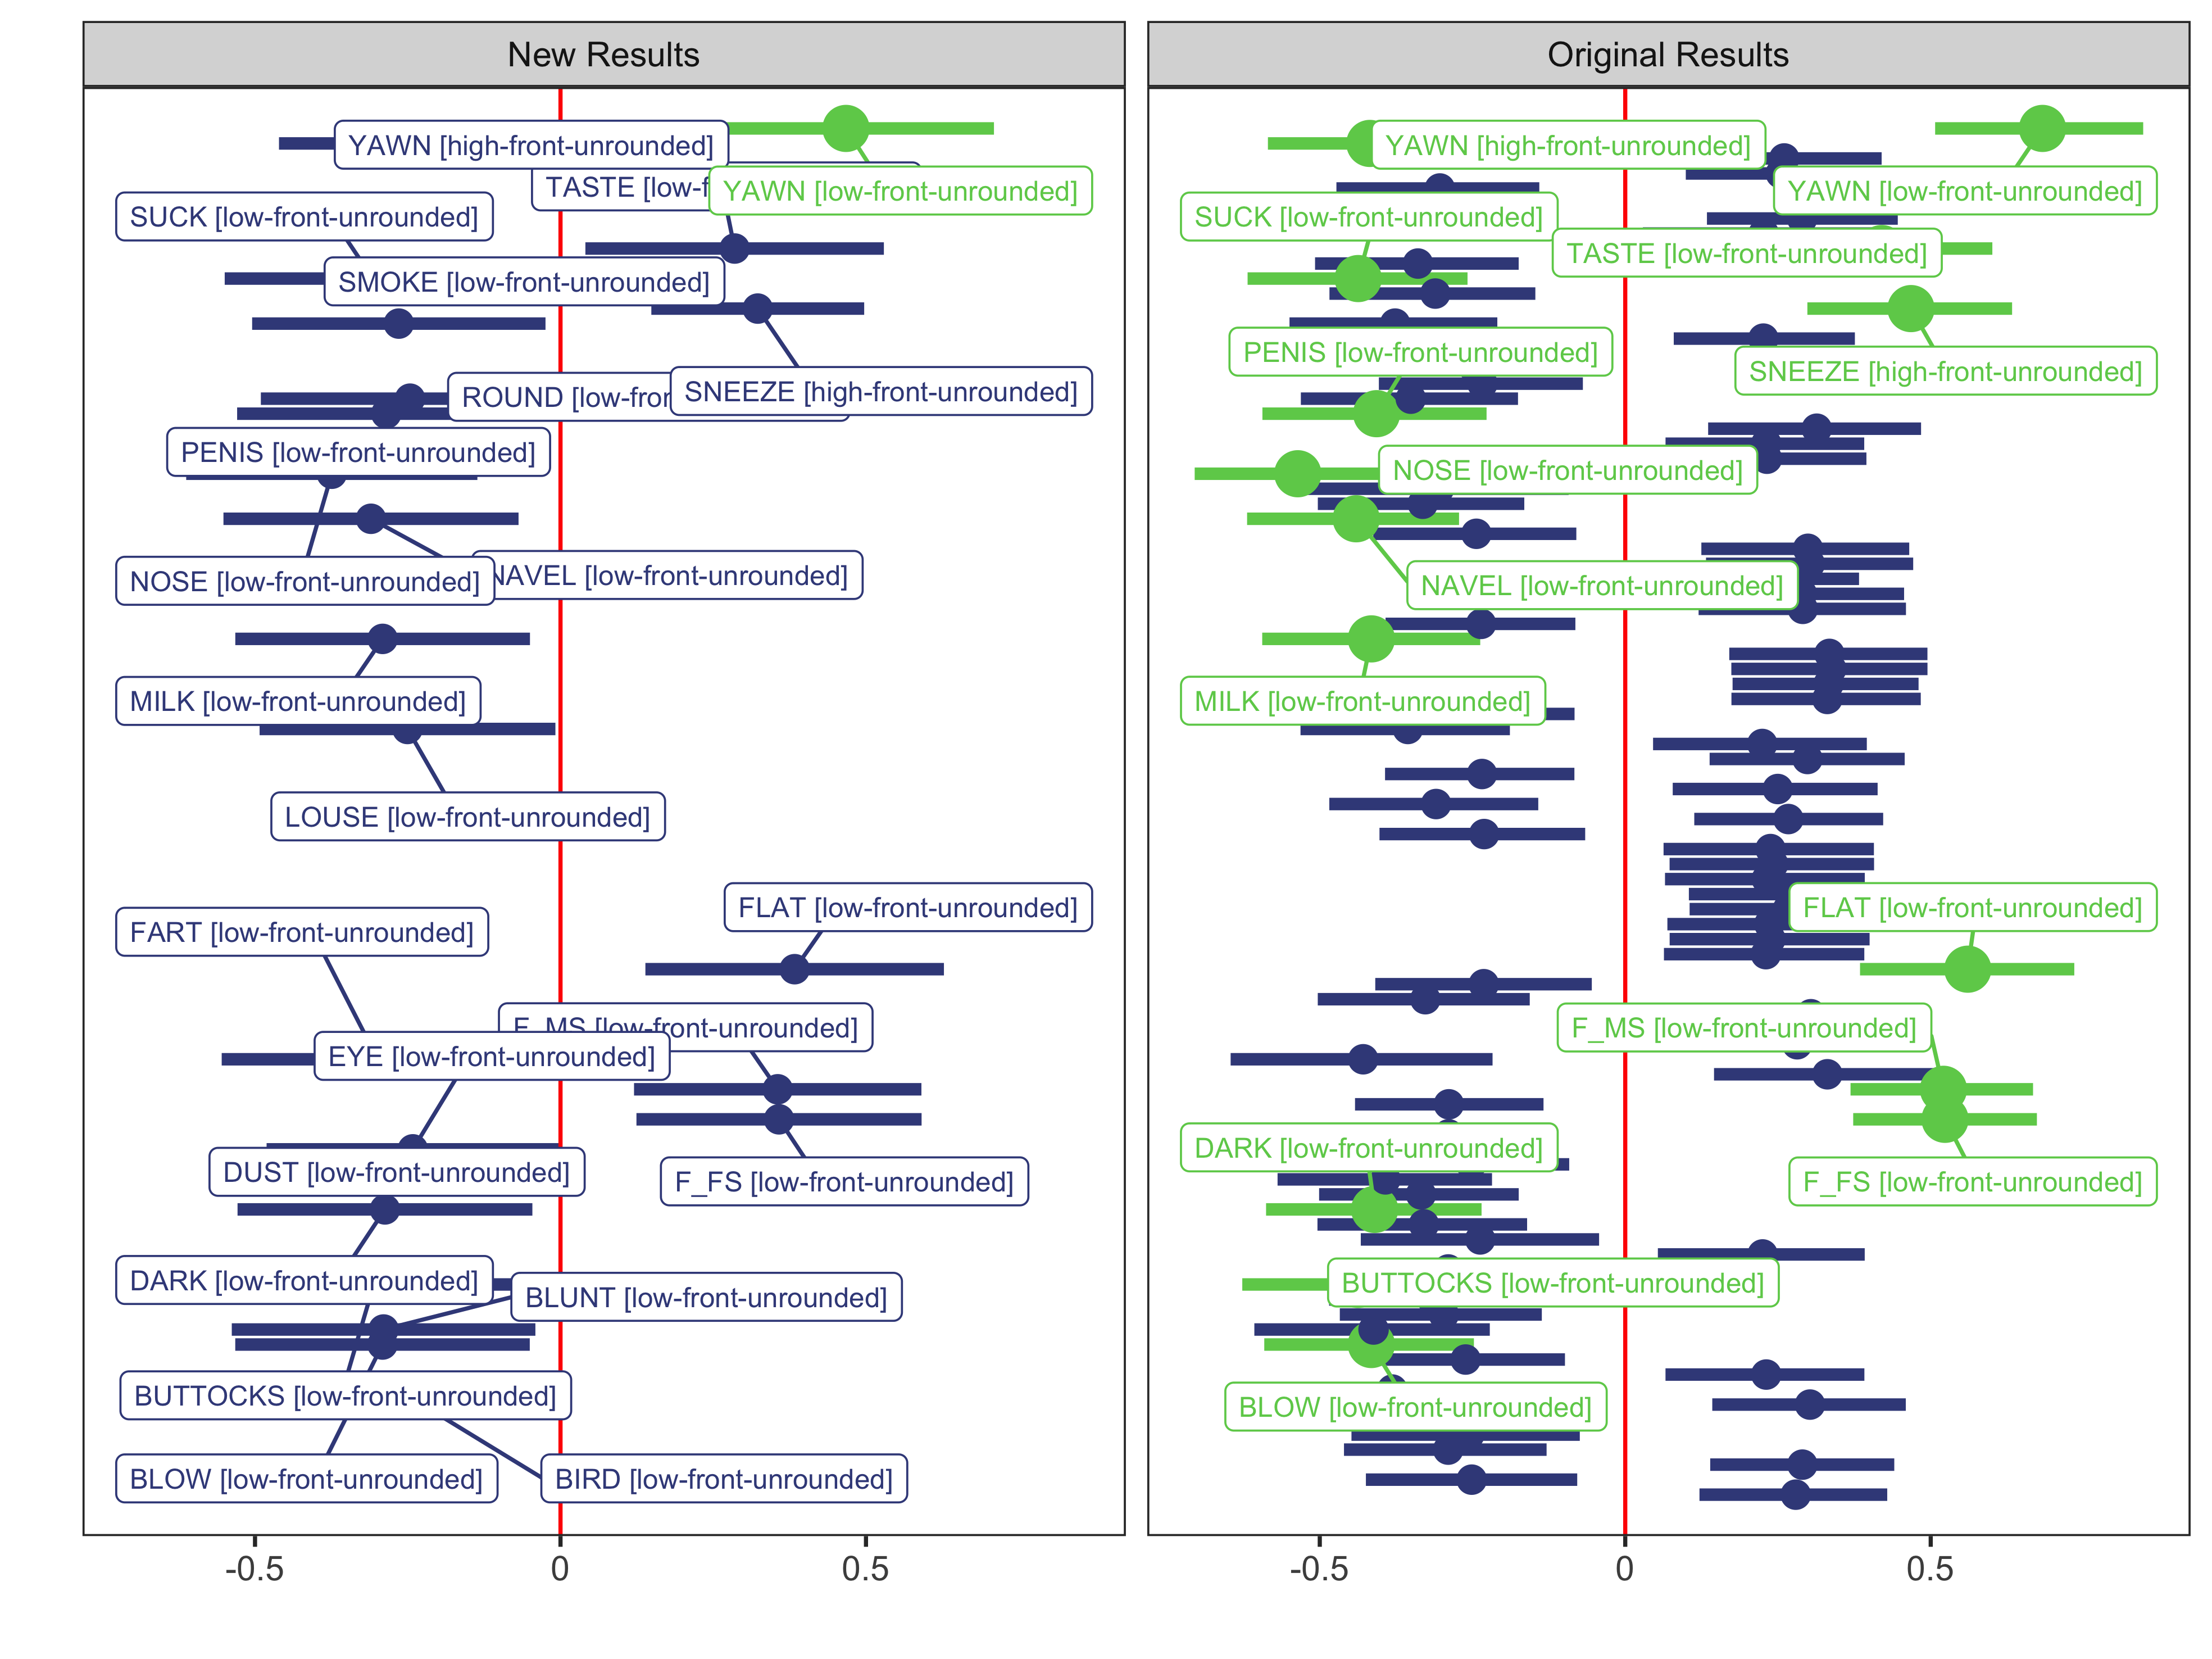 New Results
YAWN [high-front-unrounded]
TASTE [low-f
YAWN [low-front-unrounded]
SUCK [low-front-unrounded]
SMOKE [low-front-unrounded]
ROUND [low-fron
SNEEZE [high-front-unrounded]
PENIS [low-front-unrounded]
NOSE [low-front-unrounded]
NAVEL [low-front-unrounded]
MILK [low-front-unrounded]
LOUSE [low-front-unrounded]
FLAT [low-front-unrounded]
FART [low-front-unrounded]
F_MS [low-front-unrounded]
EYE [low-front-unrounded]
DUST [low-front-unrounded]
F_FS [low-front-unrounded]
DARK [low-front-unrounded]
BLUNT [low-front-unrounded]
BUTTOCKS [low-front-unrounded]
BLOW [low-front-unrounded]
BIRD [low-front-unrounded]
-0.5 0 0.5
Original Results
YAWN [high-front-unrounded]
YAWN [low-front-unrounded]
SUCK [low-front-unrounded]
TASTE [low-front-unrounded]
PENIS [low-front-unrounded]
SNEEZE [high-front-unrounded]
NOSE [low-front-unrounded]
NAVEL [low-front-unrounded]
MILK [low-front-unrounded]
FLAT [low-front-unrounded]
F_MS [low-front-unrounded]
DARK [low-front-unrounded]
F_FS [low-front-unrounded]
BUTTOCKS [low-front-unrounded]
BLOW [low-front-unrounded]
-0.5 0 0.5